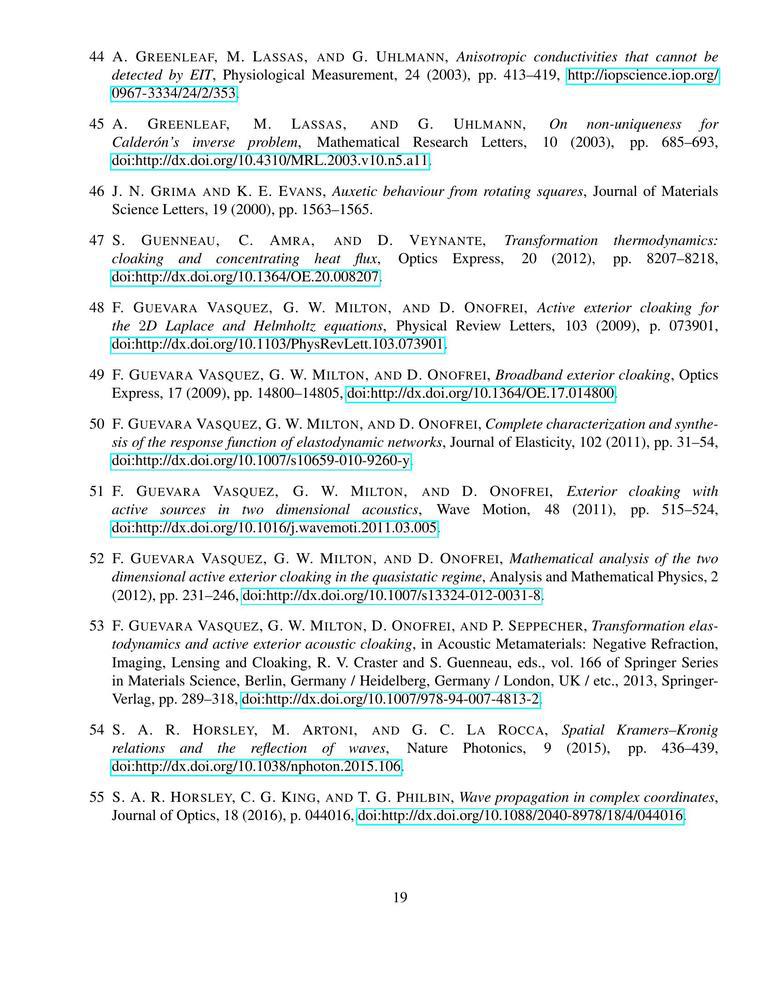 44 A. GREENLEAF, M. LASSAS, AND G. UHLMANN, Anisotropic conductivities that cannot be
detected by EIT, Physiological Measurement, 24 (2003), pp. 413–419, http://iopscience.iop.org/
0967-3334/24/2/353.
45 A. GREENLEAF, M. LASSAS, AND G. UHLMANN, On non-uniqueness for
Calderón's inverse problem, Mathematical Research Letters, 10 (2003), pp. 685–693,
doi:http://dx.doi.org/10.4310/MRL.2003.v10.n5.a11.
46 J. N. GRIMA AND K. E. EVANS, Auxetic behaviour from rotating squares, Journal of Materials
Science Letters, 19 (2000), pp. 1563–1565.
47 S. GUENNEAU, C. AMRA, AND D. VEYNANTE, Transformation thermodynamics:
cloaking and concentrating heat flux, Optics Express, 20 (2012), pp. 8207–8218,
doi:http://dx.doi.org/10.1364/OE.20.008207.
48 F. GUEVARA VASQUEZ, G. W. MILTON, AND D. ONOFREI, Active exterior cloaking for
the 2D Laplace and Helmholtz equations, Physical Review Letters, 103 (2009), p. 073901,
doi:http://dx.doi.org/10.1103/PhysRevLett.103.073901.
49 F. GUEVARA VASQUEZ, G. W. MILTON, AND D. ONOFREI, Broadband exterior cloaking, Optics
Express, 17 (2009), pp. 14800–14805, doi:http://dx.doi.org/10.1364/OE.17.014800.
50 F. GUEVARA VASQUEZ, G. W. MILTON, AND D. ONOFREI, Complete characterization and synthe-
sis of the response function of elastodynamic networks, Journal of Elasticity, 102 (2011), pp. 31–54,
doi:http://dx.doi.org/10.1007/s10659-010-9260-y.
51 F. GUEVARA VASQUEZ, G. W. MILTON, AND D. ONOFREI, Exterior cloaking with
active sources in two dimensional acoustics, Wave Motion, 48 (2011), pp. 515–524,
doi:http://dx.doi.org/10.1016/j.wavemoti.2011.03.005.
52 F. GUEVARA VASQUEZ, G. W. MILTON, AND D. ONOFREI, Mathematical analysis of the two
dimensional active exterior cloaking in the quasistatic regime, Analysis and Mathematical Physics, 2
(2012), pp. 231–246, doi:http://dx.doi.org/10.1007/s13324-012-0031-8.
53 F. GUEVARA VASQUEZ, G. W. MILTON, D. ONOFREI, AND P. SEPPECHER, Transformation elas-
todynamics and active exterior acoustic cloaking, in Acoustic Metamaterials: Negative Refraction,
Imaging, Lensing and Cloaking, R. V. Craster and S. Guenneau, eds., vol. 166 of Springer Series
in Materials Science, Berlin, Germany / Heidelberg, Germany / London, UK / etc., 2013, Springer-
Verlag, pp. 289–318, doi:http://dx.doi.org/10.1007/978-94-007-4813-2.
54 S. A. R. HORSLEY, M. ARTONI, AND G. C. LA ROCCA, Spatial Kramers–Kronig
relations and the reflection of waves, Nature Photonics, 9 (2015), pp. 436–439,
doi:http://dx.doi.org/10.1038/nphoton.2015.106.
55 S. A. R. HORSLEY, C. G. KING, AND T. G. PHILBIN, Wave propagation in complex coordinates,
Journal of Optics, 18 (2016), p. 044016, doi:http://dx.doi.org/10.1088/2040-8978/18/4/044016.
19